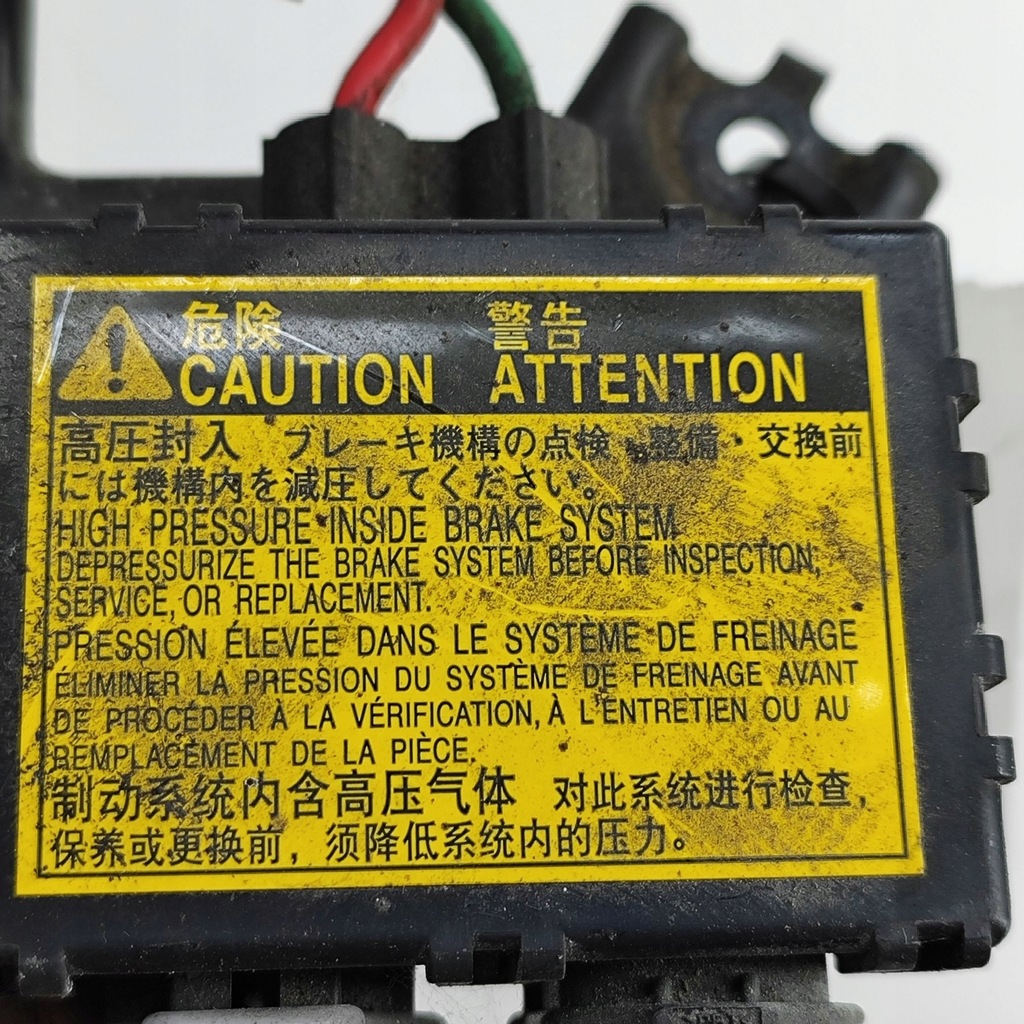 危険 警告
CAUTION ATTENTION
高圧封入 ブレーキ機構の点検・整備・交換前
には機構内を減圧してください。
HIGH PRESSURE INSIDE BRAKE SYSTEM
DEPRESSURIZE THE BRAKE SYSTEM BEFORE INSPECTION,
SERVICE, OR REPLACEMENT.
PRESSION ÉLEVÉE DANS LE SYSTÈME DE FREINAGE
ÉLIMINER LA PRESSION DU SYSTÈME DE FREINAGE AVANT
DE PROCÉDER À LA VÉRIFICATION, À L'ENTRETIEN OU AU
REMPLACEMENT DE LA PIÈCE.
制动系统内含高压气体 对此系统进行检查,
保养或更换前, 须降低系统内的压力。